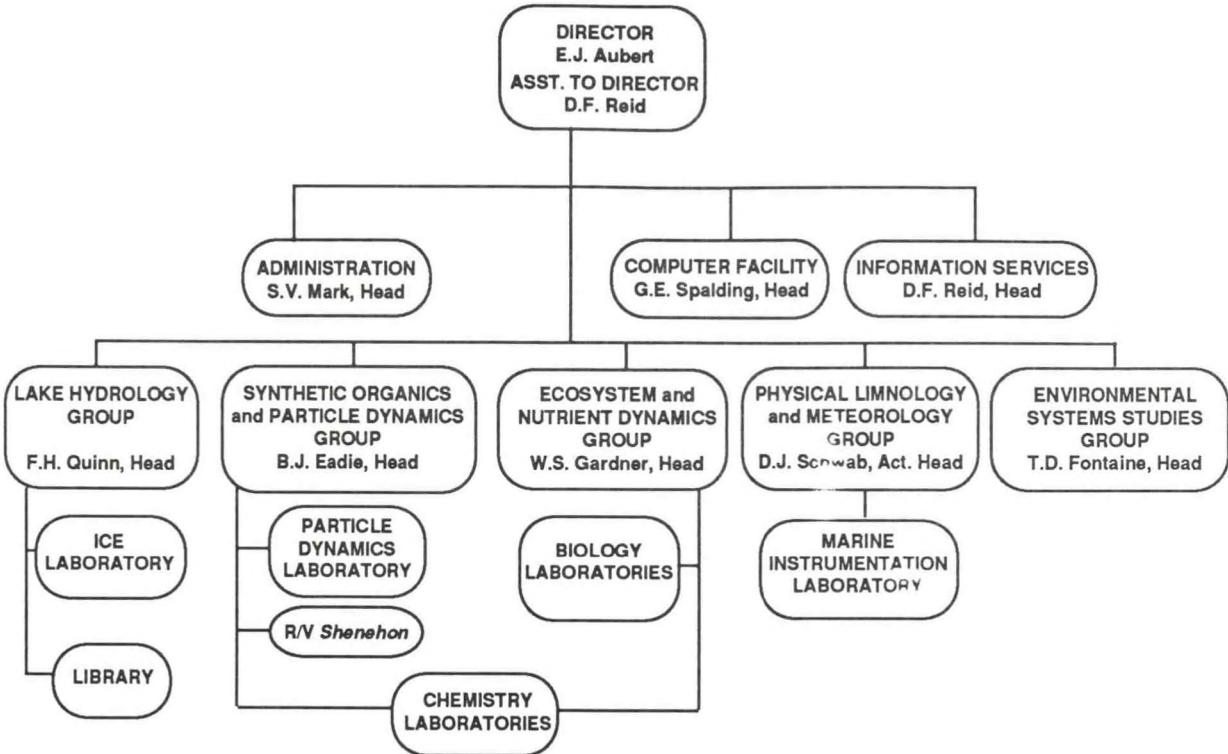 DIRECTOR
E.J. Aubert
ASST. TO DIRECTOR
D.F. Reid
ADMINISTRATION
S.V. Mark, Head
COMPUTER FACILITY
G.E. Spalding, Head
INFORMATION SERVICES
D.F. Reid, Head
LAKE HYDROLOGY
GROUP
F.H. Quinn, Head
SYNTHETIC ORGANICS
and PARTICLE DYNAMICS
GROUP
B.J. Eadie, Head
ECOSYSTEM and
NUTRIENT DYNAMICS
GROUP
W.S. Gardner, Head
PHYSICAL LIMNOLOGY
and METEOROLOGY
GROUP
D.J. Schwab, Act. Head
ENVIRONMENTAL
SYSTEMS STUDIES
GROUP
T.D. Fontaine, Head
ICE
LABORATORY
LIBRARY
PARTICLE
DYNAMICS
LABORATORY
R/V Shenehon
BIOLOGY
LABORATORIES
CHEMISTRY
LABORATORIES
MARINE
INSTRUMENTATION
LABORATORY